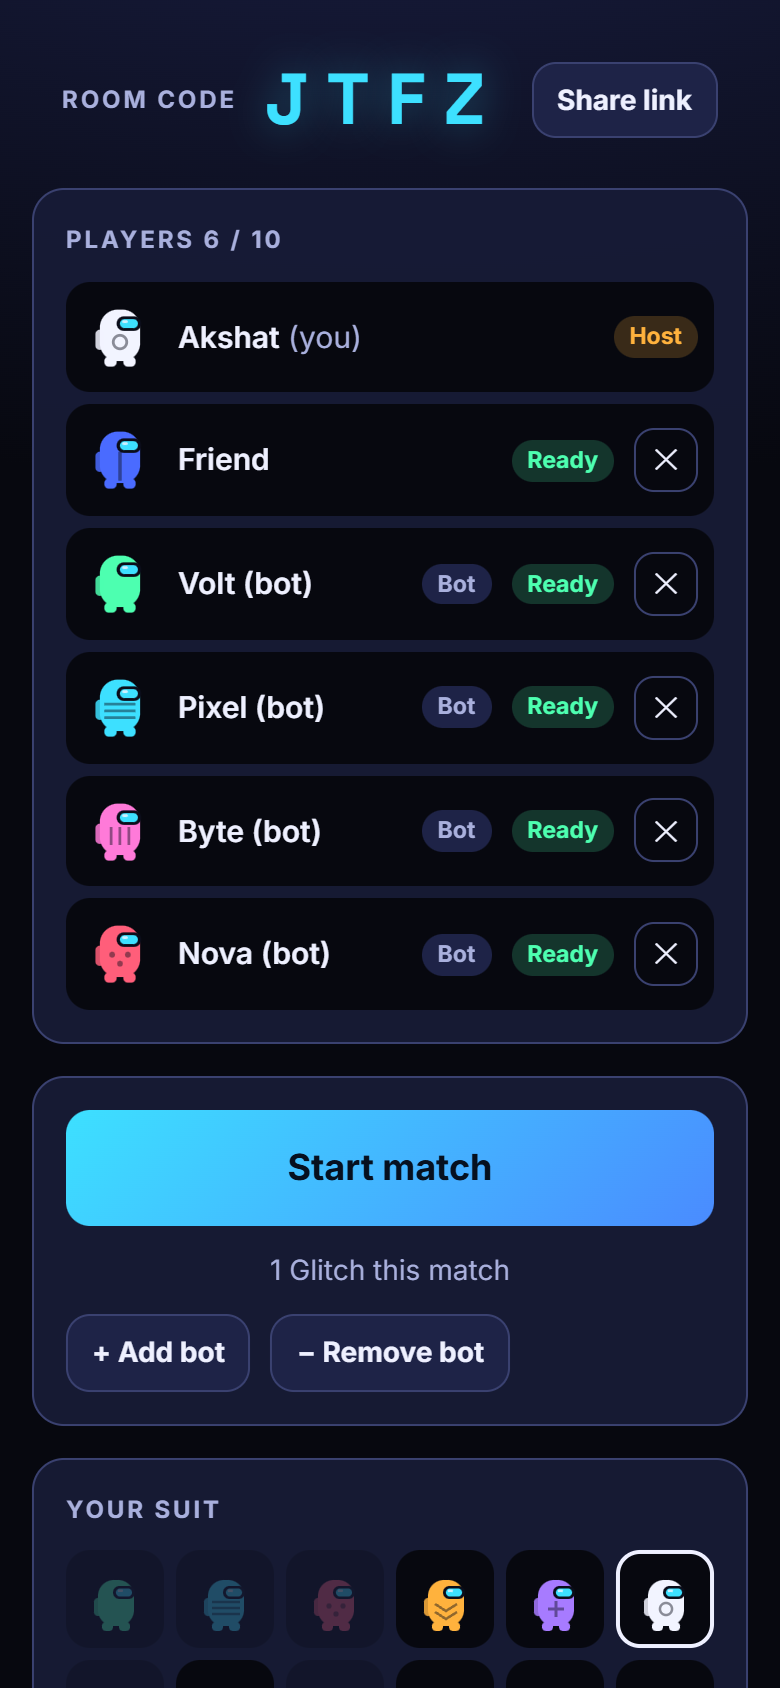 ROOM CODE JTFZ Share link
PLAYERS 6 / 10
Akshat (you) Host
Friend Ready
Volt (bot) Bot Ready
Pixel (bot) Bot Ready
Byte (bot) Bot Ready
Nova (bot) Bot Ready
Start match
1 Glitch this match
+ Add bot – Remove bot
YOUR SUIT